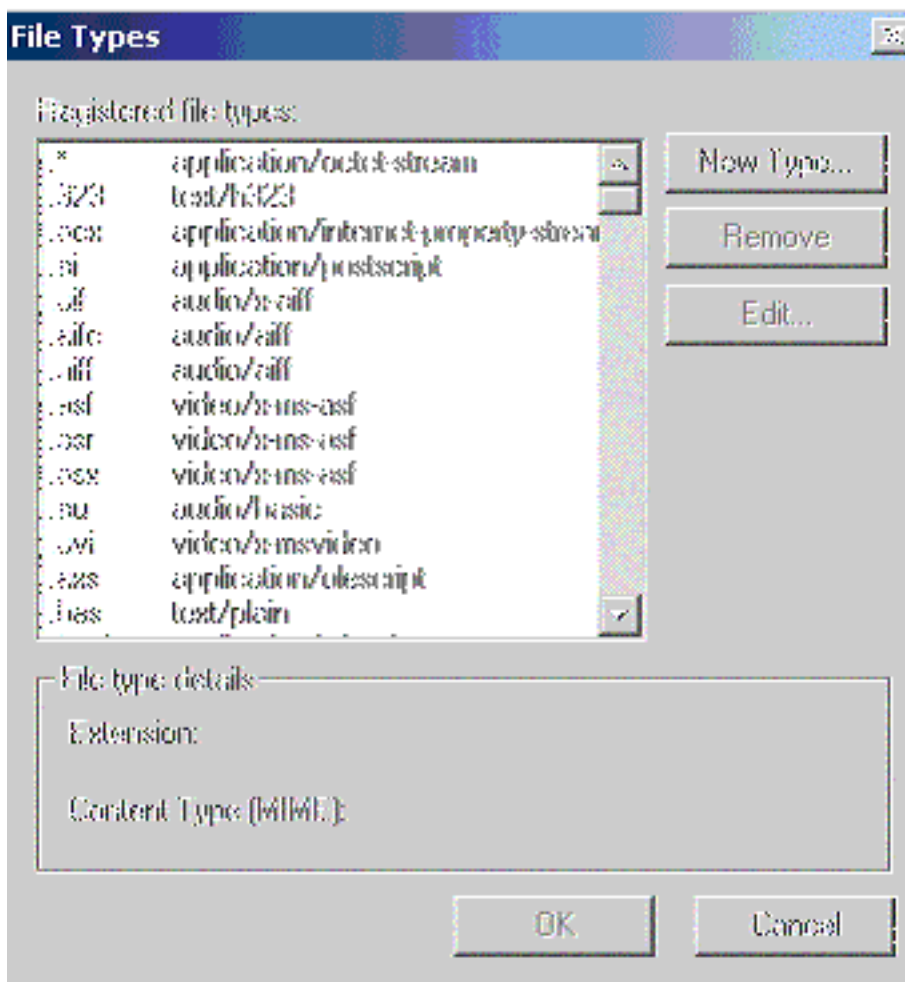 File Types
Registered file types:
.* application/octet-stream
.323 text/h323
.acx application/internet-property-strear
.ai application/postscript
.aif audio/x-aiff
.aifc audio/aiff
.aiff audio/aiff
.asf video/x-ms-asf
.asr video/x-ms-asf
.asx video/x-ms-asf
.au audio/basic
.avi video/x-msvideo
.axs application/olescript
.bas text/plain
New Type...
Remove
Edit...
File type details
Extension:
Content Type (MIME):
OK
Cancel